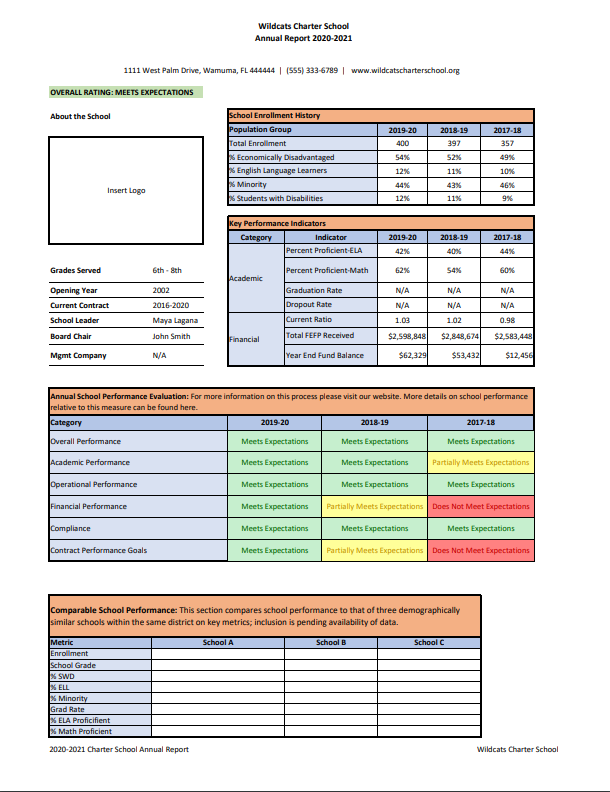 Wildcats Charter School
Annual Report 2020-2021
1111 West Palm Drive, Wamuma, FL 444444 | (555) 333-6789 | www.wildcatscharterschool.org
OVERALL RATING: MEETS EXPECTATIONS
About the School
Insert Logo
Grades Served 6th - 8th
Opening Year 2002
Current Contract 2016-2020
School Leader Maya Lagana
Board Chair John Smith
Mgmt Company N/A
School Enrollment History
Population Group 2019-20 2018-19 2017-18
Total Enrollment 400 397 357
% Economically Disadvantaged 54% 52% 49%
% English Language Learners 12% 11% 10%
% Minority 44% 43% 46%
% Students with Disabilities 12% 11% 9%
Key Performance Indicators
Category Indicator 2019-20 2018-19 2017-18
Academic
Percent Proficient-ELA 42% 40% 44%
Percent Proficient-Math 62% 54% 60%
Graduation Rate N/A N/A N/A
Dropout Rate N/A N/A N/A
Financial
Current Ratio 1.03 1.02 0.98
Total FEFP Received $2,598,848 $2,848,674 $2,583,448
Year End Fund Balance $62,329 $53,432 $12,456
Annual School Performance Evaluation: For more information on this process please visit our website. More details on school performance
relative to this measure can be found here.
Category 2019-20 2018-19 2017-18
Overall Performance Meets Expectations Meets Expectations Meets Expectations
Academic Performance Meets Expectations Meets Expectations Partially Meets Expectations
Operational Performance Meets Expectations Meets Expectations Meets Expectations
Financial Performance Meets Expectations Partially Meets Expectations Does Not Meet Expectations
Compliance Meets Expectations Meets Expectations Meets Expectations
Contract Performance Goals Meets Expectations Partially Meets Expectations Does Not Meet Expectations
Comparable School Performance: This section compares school performance to that of three demographically
similar schools within the same district on key metrics; inclusion is pending availability of data.
Metric School A School B School C
Enrollment
School Grade
% SWD
% ELL
% Minority
Grad Rate
% ELA Proficifient
% Math Proficient
2020-2021 Charter School Annual Report Wildcats Charter School